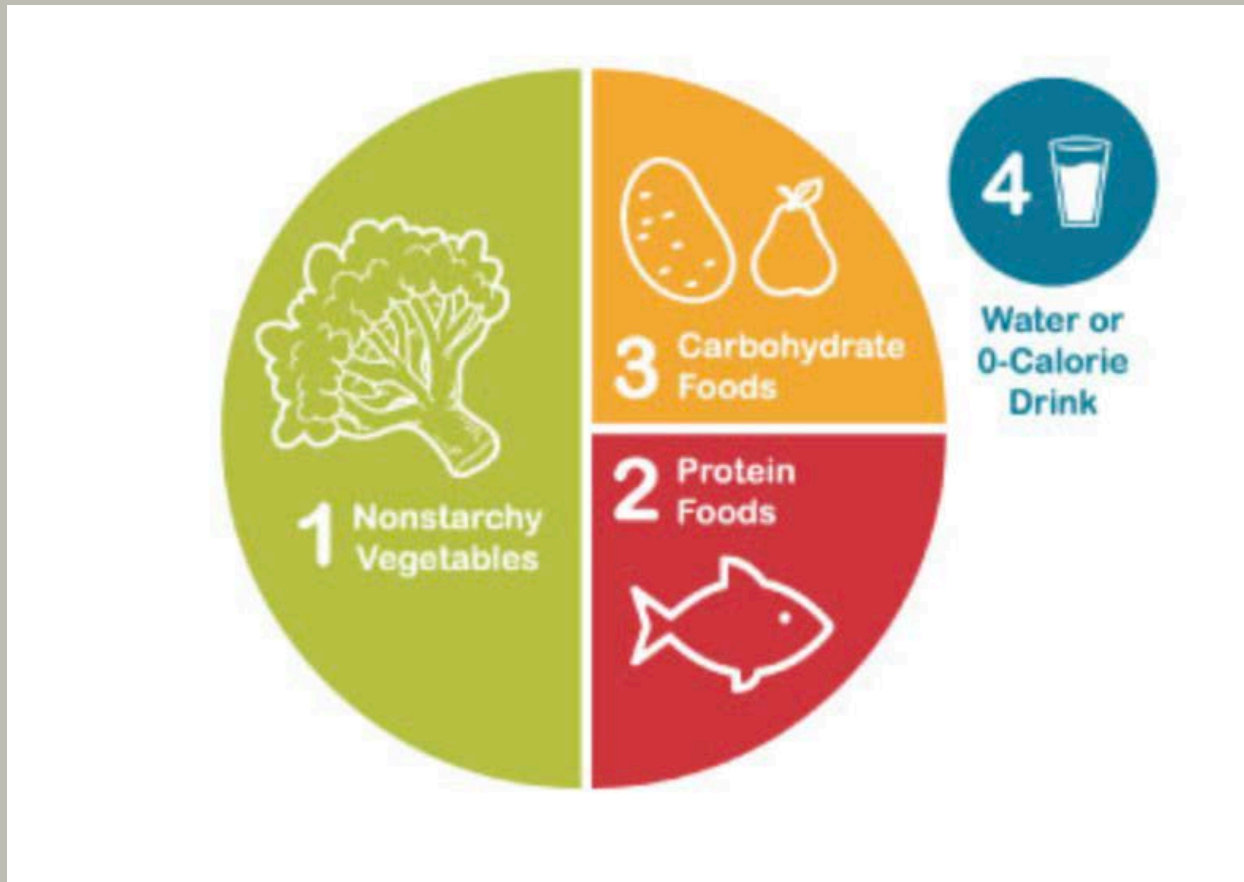 1 Nonstarchy
Vegetables
3 Carbohydrate
Foods
2 Protein
Foods
4
Water or
0-Calorie
Drink